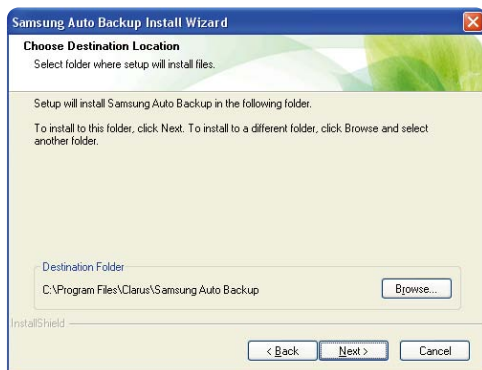 Samsung Auto Backup Install Wizard
Choose Destination Location
Select folder where setup will install files.
Setup will install Samsung Auto Backup in the following folder.
To install to this folder, click Next. To install to a different folder, click Browse and select
another folder.
Destination Folder
C:\Program Files\Clarus\Samsung Auto Backup
Browse...
InstallShield
< Back Next > Cancel